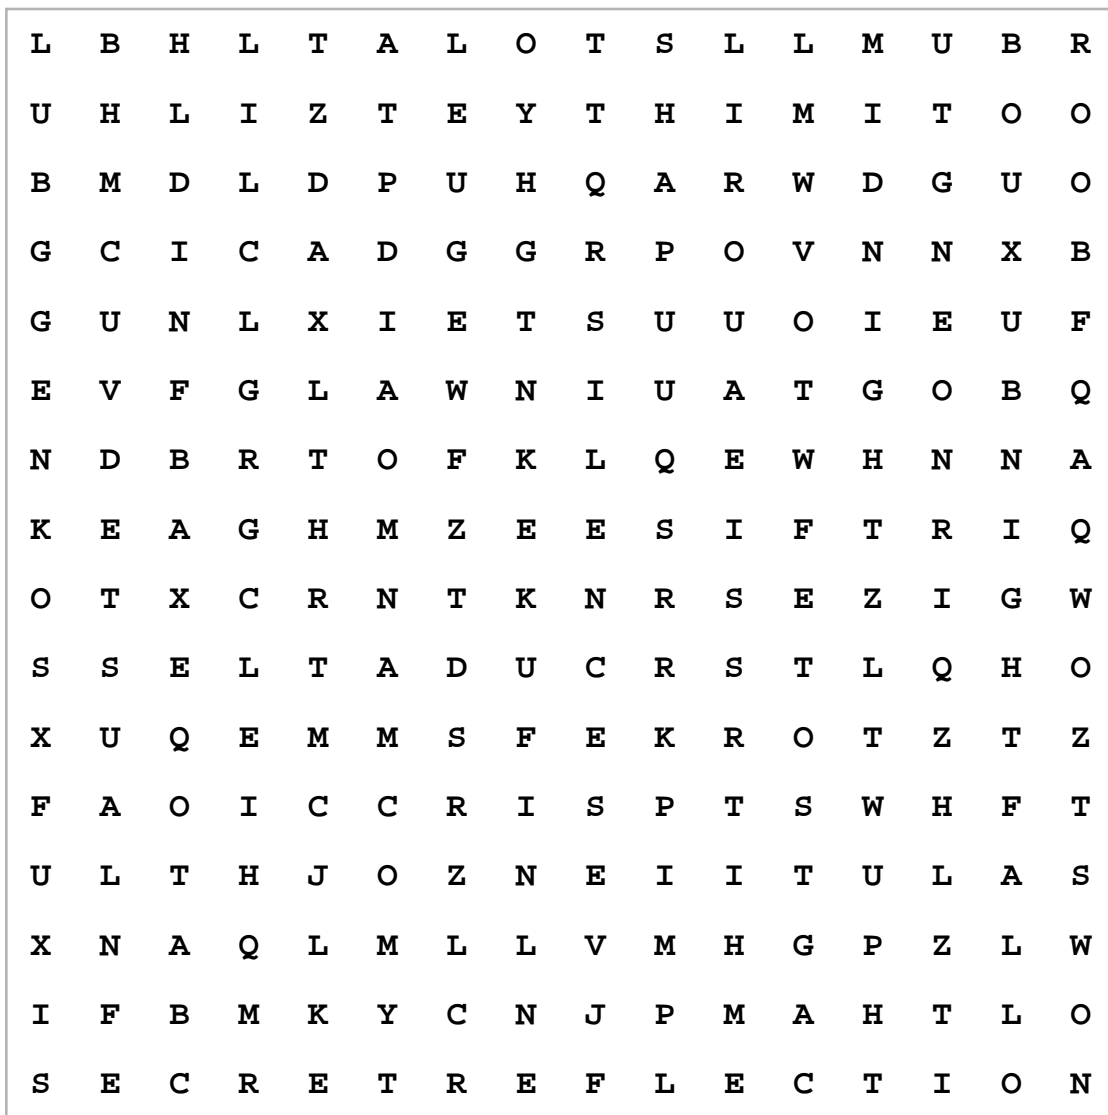 L B H L T A L O T S L L M U B R
U H L I Z T E Y T H I M I T O O
B M D L D P U H Q A R W D G U O
G C I C A D G G R P O V N N X B
G U N L X I E T S U U O I E U F
E V F G L A W N I U A T G O B Q
N D B R T O F K L Q E W H N N A
K E A G H M Z E E S I F T R I Q
O T X C R N T K N R S E Z I G W
S S E L T A D U C R S T L Q H O
X U Q E M M S F E K R O T Z T Z
F A O I C C R I S P T S W H F T
U L T H J O Z N E I I T U L A S
X N A Q L M L L V M H G P Z L W
I F B M K Y C N J P M A H T L O
S E C R E T R E F L E C T I O N